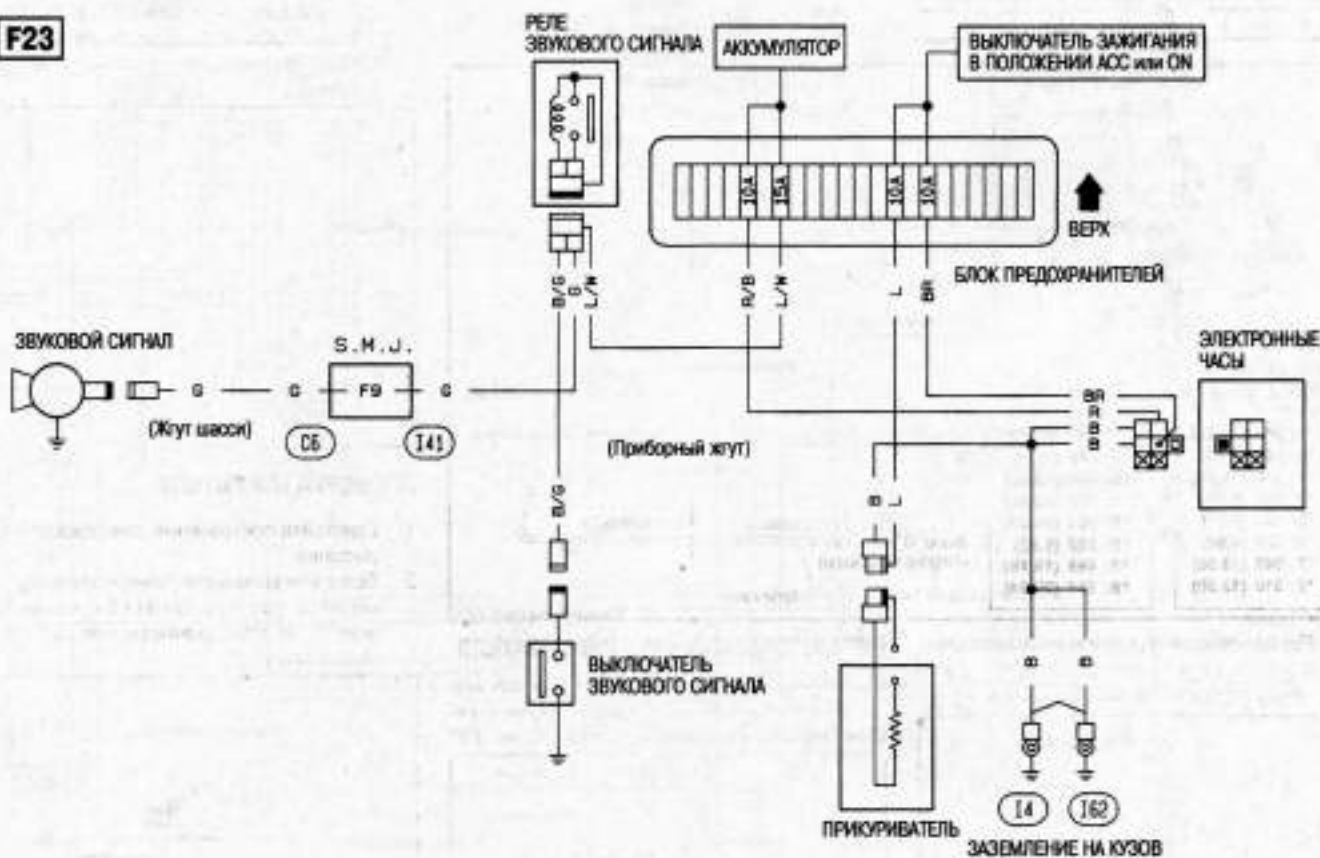 F23
РЕЛЕ
ЗВУКОВОГО СИГНАЛА
АККУМУЛЯТОР
ВЫКЛЮЧАТЕЛЬ ЗАЖИГАНИЯ
В ПОЛОЖЕНИИ ACC или ON
10A
15A
10A
10A
ВЕРХ
БЛОК ПРЕДОХРАНИТЕЛЕЙ
B/G
G
L/W
R/B
L/W
L
BR
ЗВУКОВОЙ СИГНАЛ
S.M.J.
ЭЛЕКТРОННЫЕ
ЧАСЫ
G
G
F9
G
BR
R
B
B
(Жгут шасси)
C6
I41
(Приборный жгут)
B/G
B
L
ВЫКЛЮЧАТЕЛЬ
ЗВУКОВОГО СИГНАЛА
B
B
I4
I62
ПРИКУРИВАТЕЛЬ
ЗАЗЕМЛЕНИЕ НА КУЗОВ